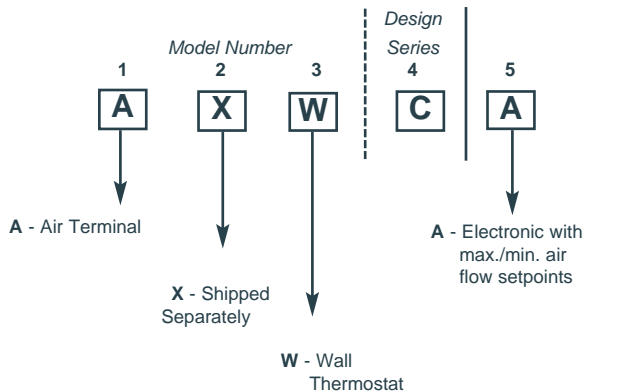 Design
Model Number Series
1 2 3 4 5
A X W C A
A - Air Terminal
A - Electronic with
max./min. air
flow setpoints
X - Shipped
Separately
W - Wall
Thermostat